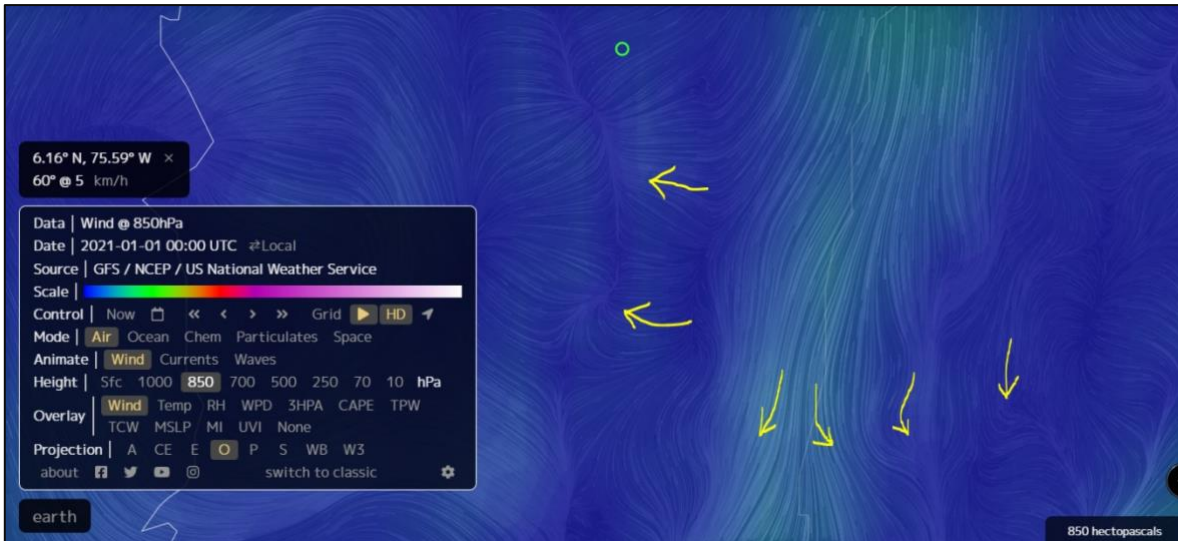 6.16° N, 75.59° W ×
60° @ 5 km/h
Data | Wind @ 850hPa
Date | 2021-01-01 00:00 UTC ⇄Local
Source | GFS / NCEP / US National Weather Service
Scale |
Control | Now « ‹ › » Grid HD
Mode | Air Ocean Chem Particulates Space
Animate | Wind Currents Waves
Height | Sfc 1000 850 700 500 250 70 10 hPa
Overlay | Wind Temp RH WPD 3HPA CAPE TPW
TCW MSLP MI UVI None
Projection | A CE E O P S WB W3
about switch to classic
earth
850 hectopascals